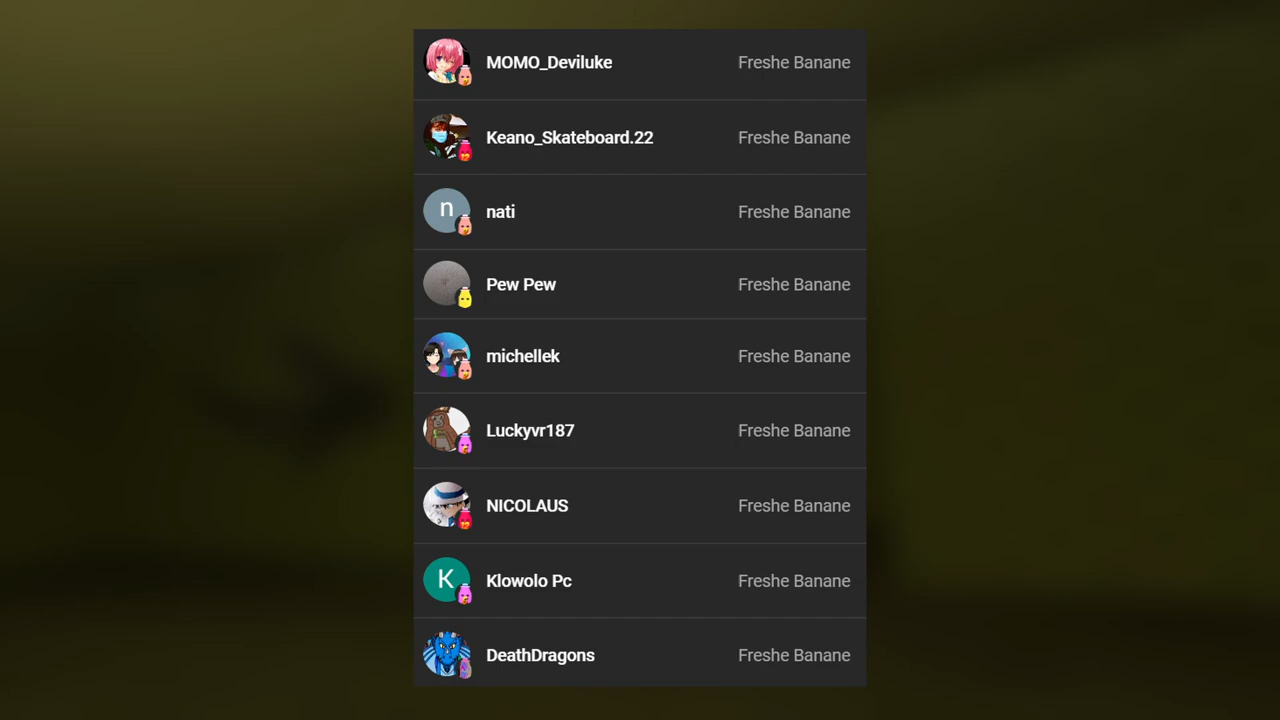 MOMO_Deviluke Freshe Banane
Keano_Skateboard.22 Freshe Banane
n nati Freshe Banane
Pew Pew Freshe Banane
michellek Freshe Banane
Luckyvr187 Freshe Banane
NICOLAUS Freshe Banane
K Klowolo Pc Freshe Banane
DeathDragons Freshe Banane